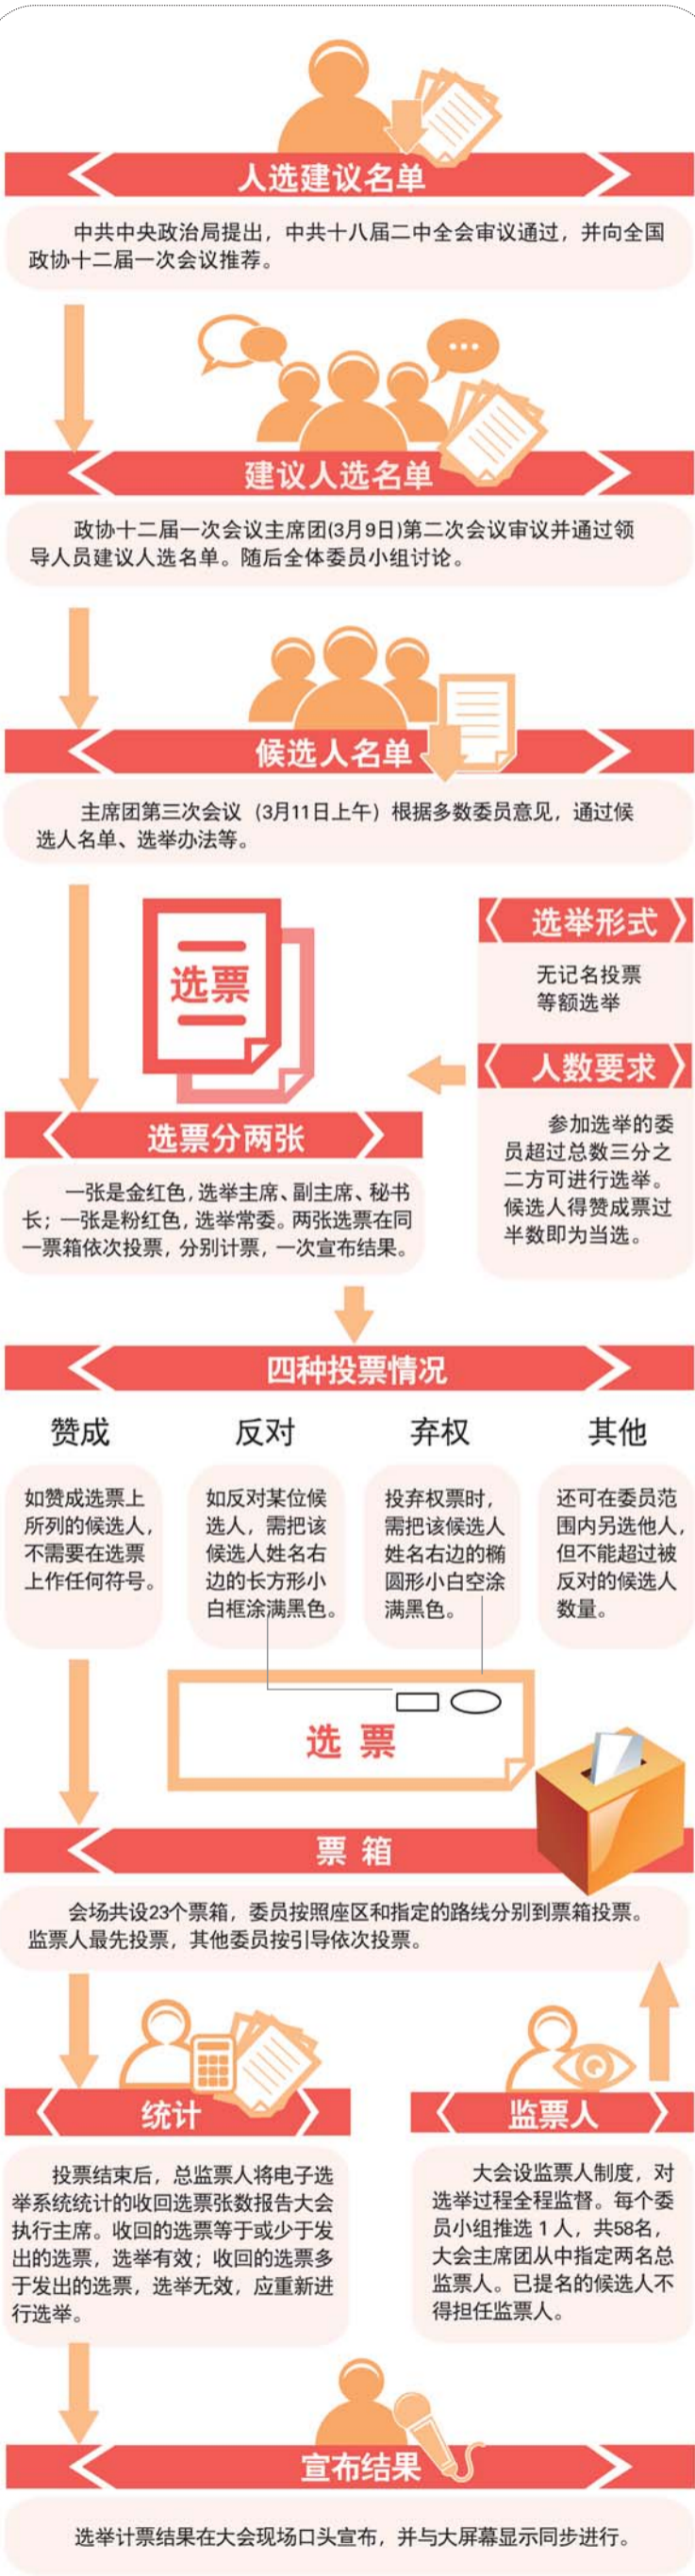 人选建议名单
中共中央政治局提出，中共十八届二中全会审议通过，并向全国
政协十二届一次会议推荐。
建议人选名单
政协十二届一次会议主席团(3月9日)第二次会议审议并通过领
导人员建议人选名单。随后全体委员小组讨论。
候选人名单
主席团第三次会议（3月11日上午）根据多数委员意见，通过候
选人名单、选举办法等。
选票
选举形式
无记名投票
等额选举
人数要求
参加选举的委
员超过总数三分之
二方可进行选举。
候选人得赞成票过
半数即为当选。
选票分两张
一张是金红色，选举主席、副主席、秘书
长；一张是粉红色，选举常委。两张选票在同
一票箱依次投票，分别计票，一次宣布结果。
四种投票情况
赞成
如赞成选票上
所列的候选人，
不需要在选票
上作任何符号。
反对
如反对某位候
选人，需把该
候选人姓名右
边的长方形小
白框涂满黑色。
弃权
投弃权票时，
需把该候选人
姓名右边的椭
圆形小白空涂
满黑色。
其他
还可在委员范
围内另选他人，
但不能超过被
反对的候选人
数量。
选 票
票 箱
会场共设23个票箱，委员按照座区和指定的路线分别到票箱投票。
监票人最先投票，其他委员按引导依次投票。
统计
投票结束后，总监票人将电子选
举系统统计的收回选票张数报告大会
执行主席。收回的选票等于或少于发
出的选票，选举有效；收回的选票多
于发出的选票，选举无效，应重新进
行选举。
监票人
大会设监票人制度，对
选举过程全程监督。每个委
员小组推选 1 人，共58名，
大会主席团从中指定两名总
监票人。已提名的候选人不
得担任监票人。
宣布结果
选举计票结果在大会现场口头宣布，并与大屏幕显示同步进行。